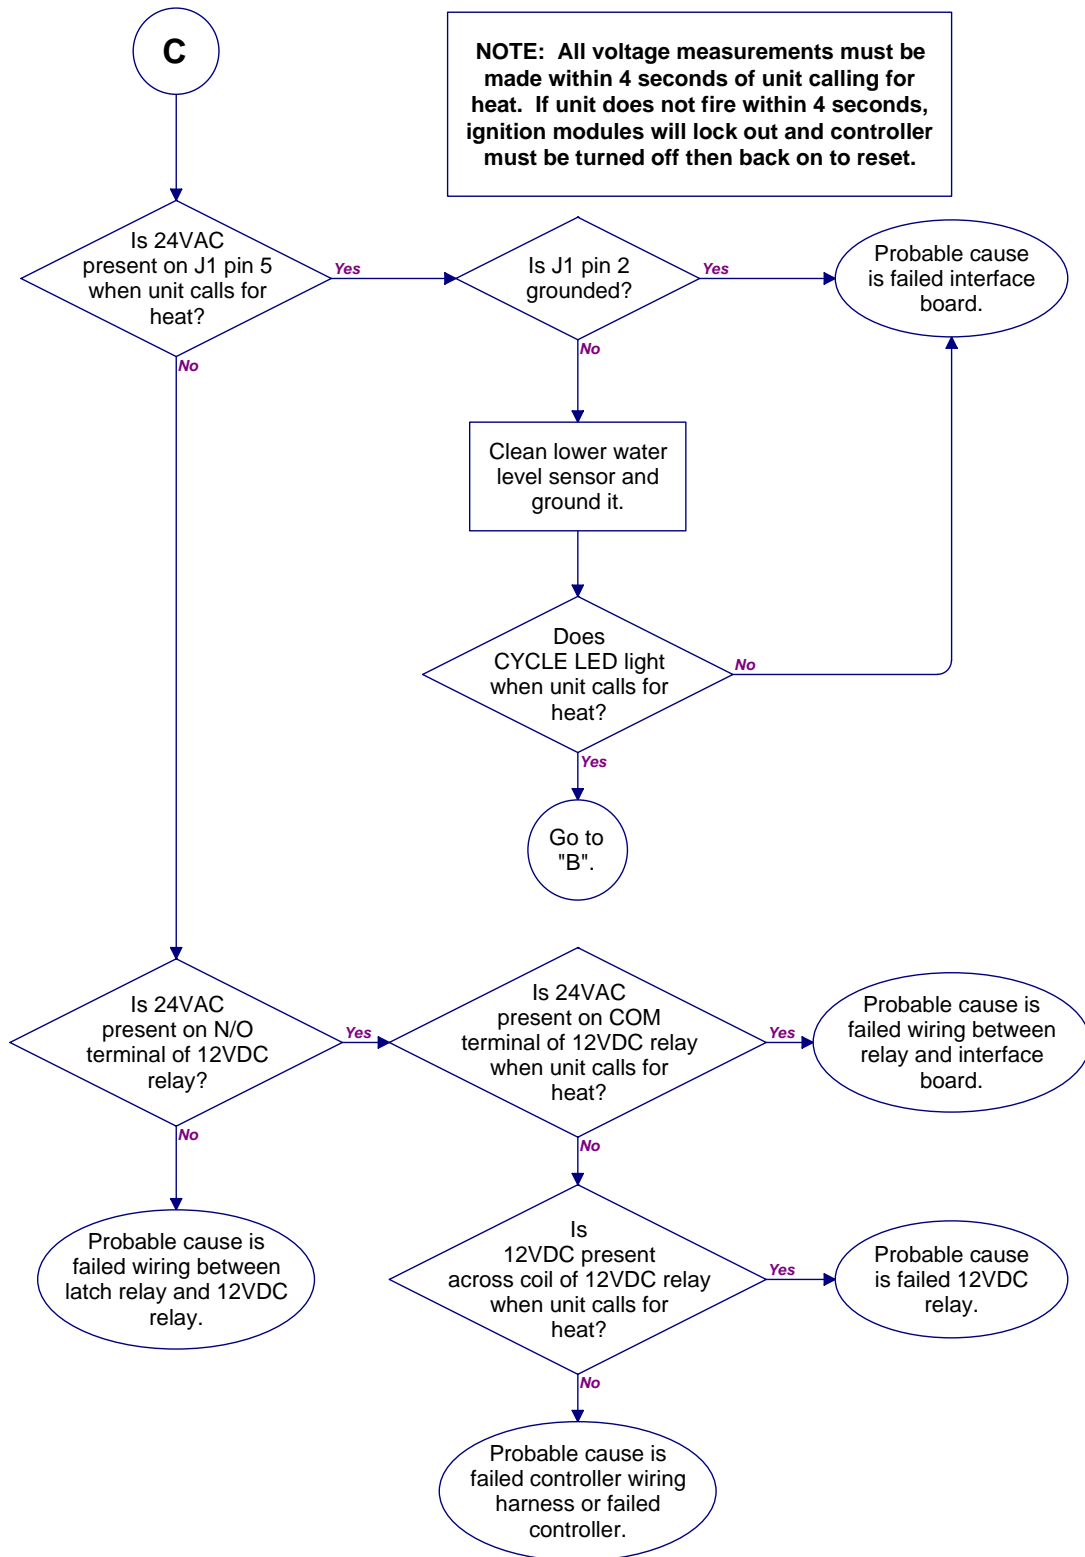 C
NOTE:  All voltage measurements must be
made within 4 seconds of unit calling for
heat.  If unit does not fire within 4 seconds,
ignition modules will lock out and controller
must be turned off then back on to reset.
Is 24VAC
present on J1 pin 5
when unit calls for
heat?
Yes
No
Is J1 pin 2
grounded?
Yes
No
Probable cause
is failed interface
board.
Clean lower water
level sensor and
ground it.
Does
CYCLE LED light
when unit calls for
heat?
No
Yes
Go to
"B".
Is 24VAC
present on N/O
terminal of 12VDC
relay?
Yes
No
Is 24VAC
present on COM
terminal of 12VDC relay
when unit calls for
heat?
Yes
No
Probable cause is
failed wiring between
relay and interface
board.
Probable cause is
failed wiring between
latch relay and 12VDC
relay.
Is
12VDC present
across coil of 12VDC relay
when unit calls for
heat?
Yes
No
Probable cause
is failed 12VDC
relay.
Probable cause is
failed controller wiring
harness or failed
controller.